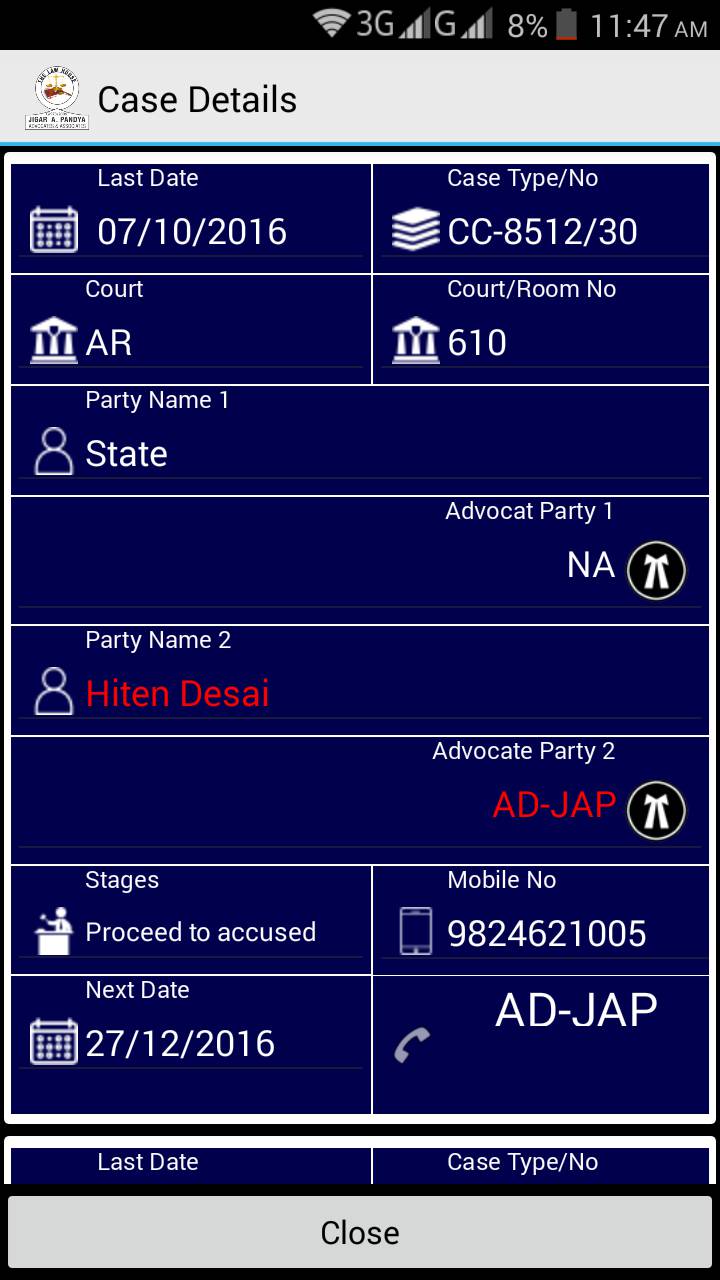 3G G 8% 11:47 AM
THE LAW HOUSE
JIGAR A. PANDYA
ADVOCATES & ASSOCIATES
Case Details
Last Date Case Type/No
07/10/2016 CC-8512/30
Court Court/Room No
AR 610
Party Name 1
State
Advocat Party 1
NA
Party Name 2
Hiten Desai
Advocate Party 2
AD-JAP
Stages Mobile No
Proceed to accused 9824621005
Next Date AD-JAP
27/12/2016
Last Date Case Type/No
Close